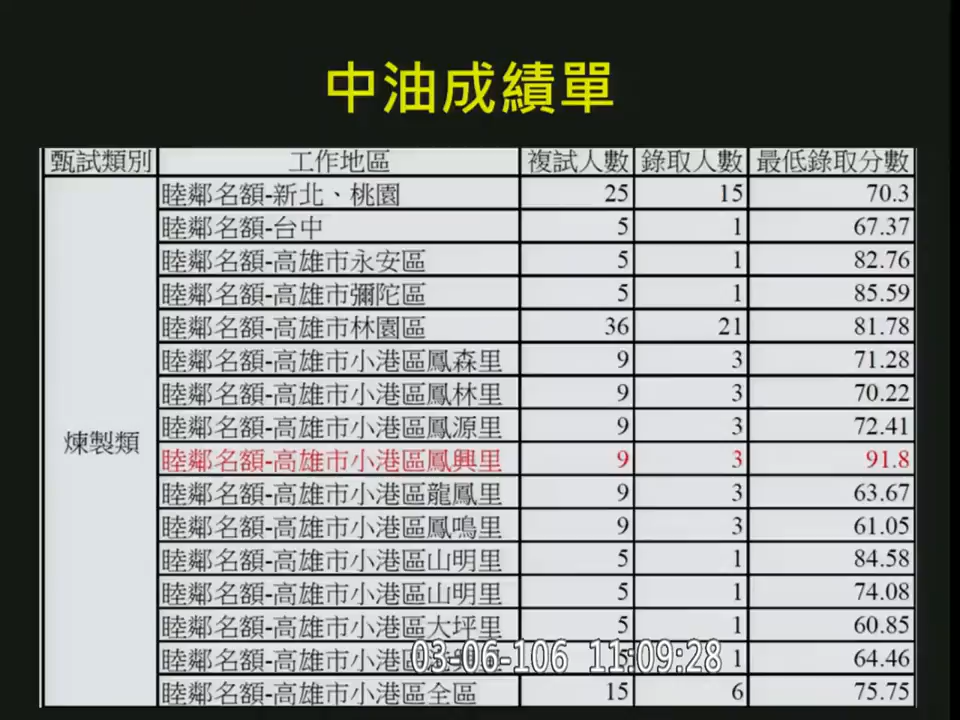 中油成績單
甄試類別 工作地區 複試人數 錄取人數 最低錄取分數
睦鄰名額-新北、桃園 25 15 70.3
睦鄰名額-台中 5 1 67.37
睦鄰名額-高雄市永安區 5 1 82.76
睦鄰名額-高雄市彌陀區 5 1 85.59
睦鄰名額-高雄市林園區 36 21 81.78
睦鄰名額-高雄市小港區鳳森里 9 3 71.28
睦鄰名額-高雄市小港區鳳林里 9 3 70.22
睦鄰名額-高雄市小港區鳳源里 9 3 72.41
煉製類
睦鄰名額-高雄市小港區鳳興里 9 3 91.8
睦鄰名額-高雄市小港區龍鳳里 9 3 63.67
睦鄰名額-高雄市小港區鳳鳴里 9 3 61.05
睦鄰名額-高雄市小港區山明里 5 1 84.58
睦鄰名額-高雄市小港區山明里 5 1 74.08
睦鄰名額-高雄市小港區大坪里 5 1 60.85
睦鄰名額-高雄市小港區 1 64.46
03-06-106 11:09:28
睦鄰名額-高雄市小港區全區 15 6 75.75